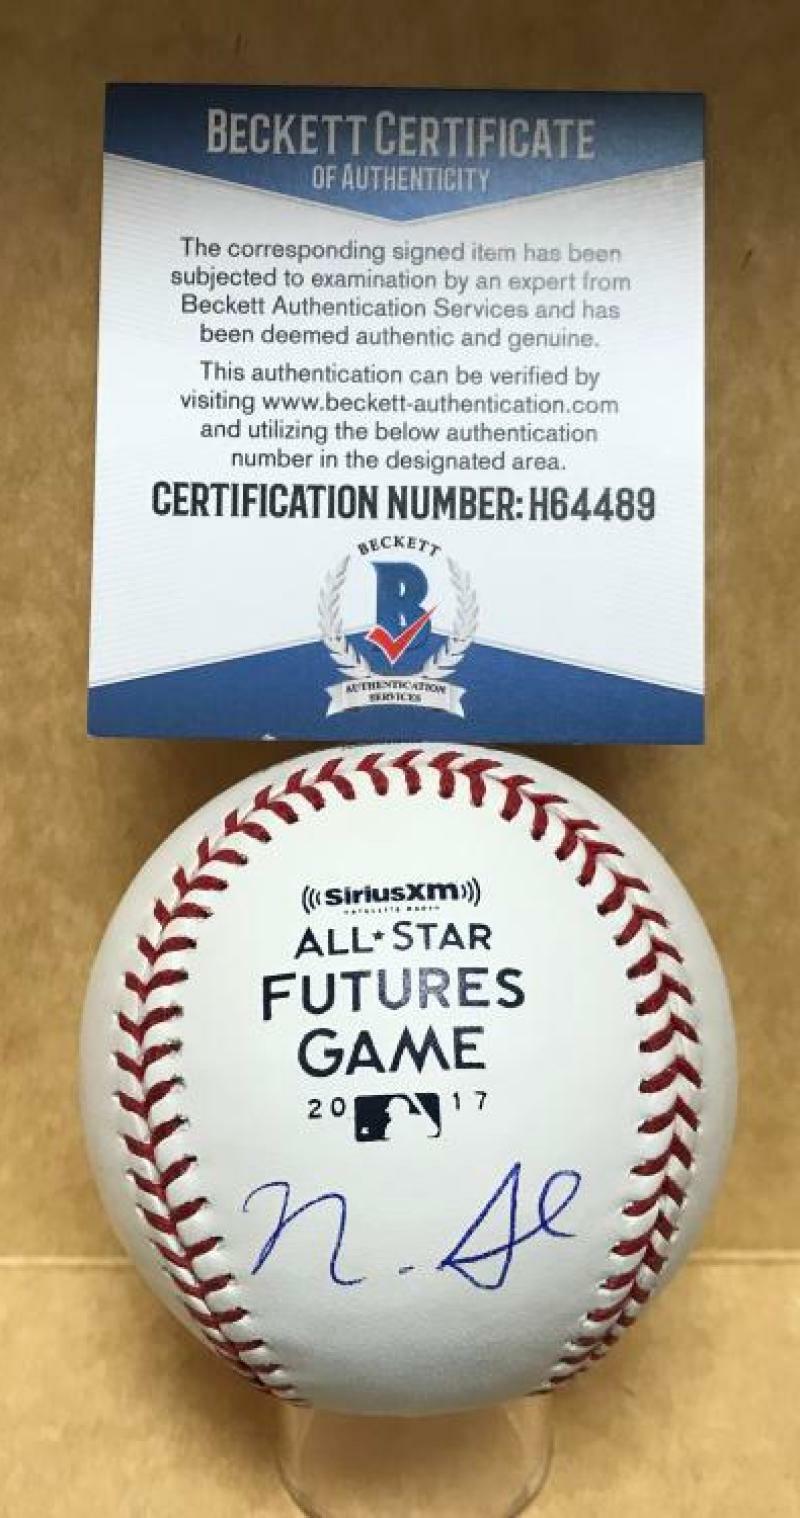 BECKETT CERTIFICATE
OF AUTHENTICITY
The corresponding signed item has been
subjected to examination by an expert from
Beckett Authentication Services and has
been deemed authentic and genuine.
This authentication can be verified by
visiting www.beckett-authentication.com
and utilizing the below authentication
number in the designated area.
CERTIFICATION NUMBER: H64489
BECKETT
B
AUTHENTICATION
SERVICES
SiriusXM
SATELLITE RADIO
ALL★STAR
FUTURES
GAME
20 17